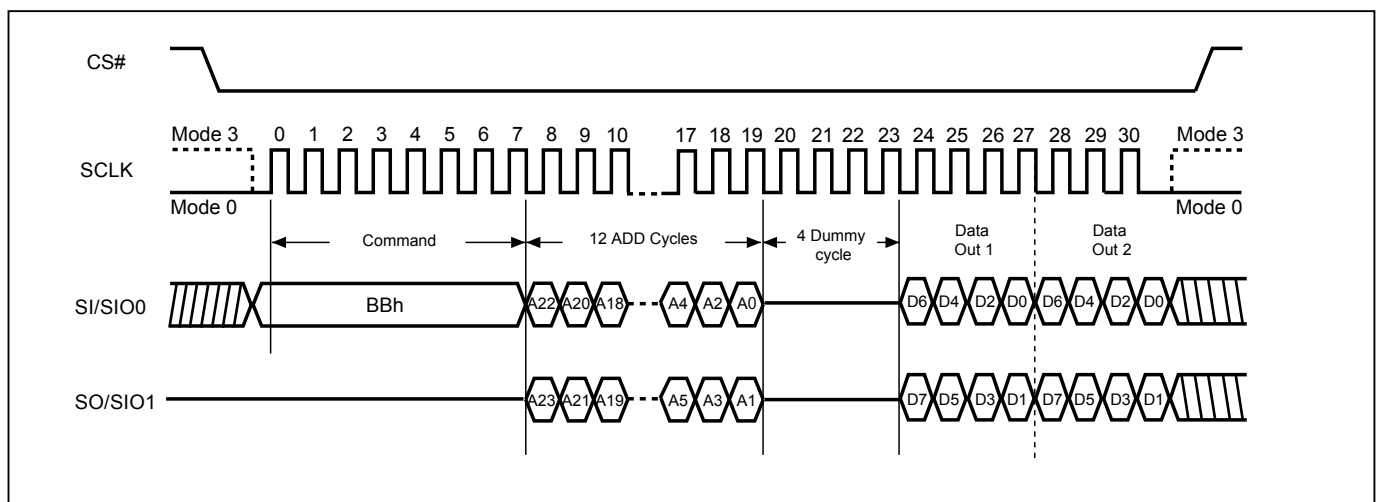 CS#
Mode 3 0 1 2 3 4 5 6 7 8 9 10 17 18 19 20 21 22 23 24 25 26 27 28 29 30 Mode 3
SCLK
Mode 0 Mode 0
Command 12 ADD Cycles 4 Dummy cycle Data Out 1 Data Out 2
SI/SIO0 BBh A22 A20 A18 A4 A2 A0 D6 D4 D2 D0 D6 D4 D2 D0
SO/SIO1 A23 A21 A19 A5 A3 A1 D7 D5 D3 D1 D7 D5 D3 D1